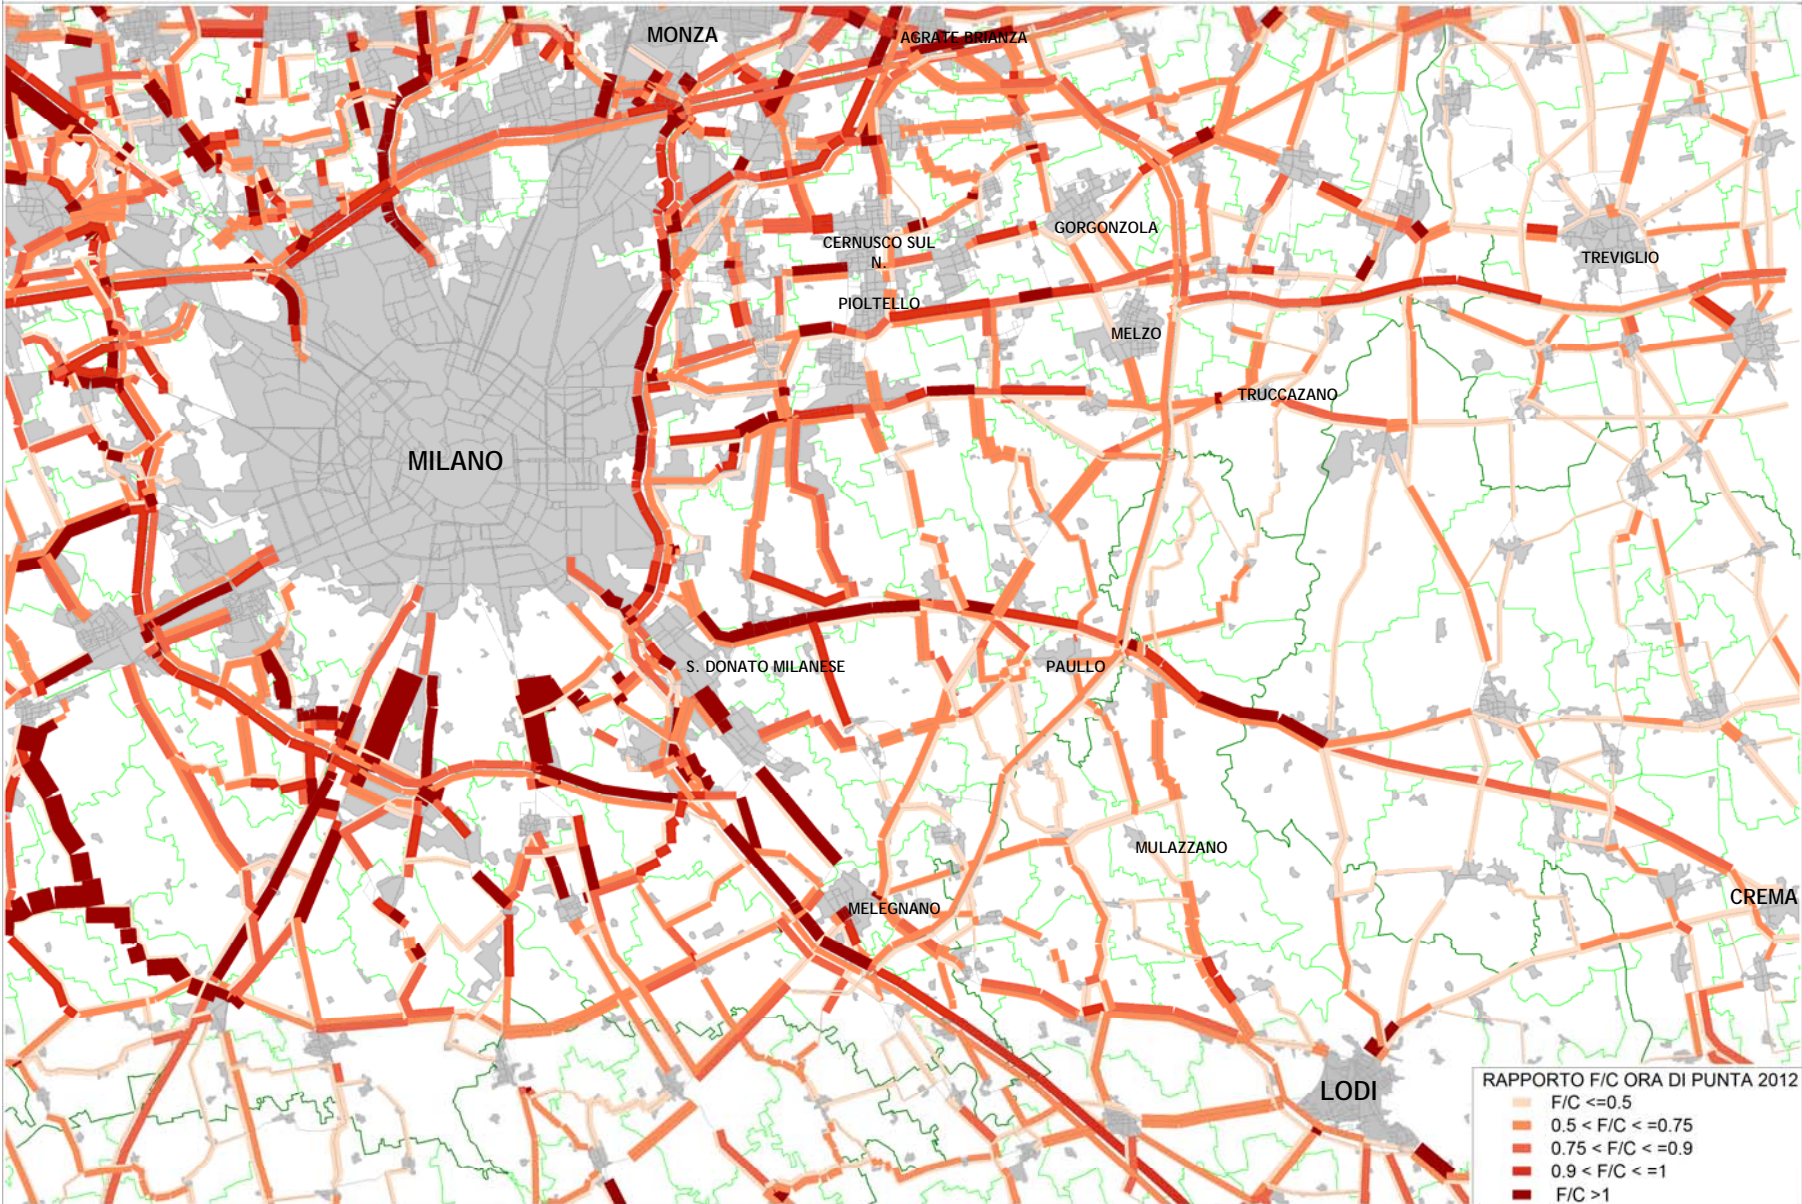 MONZA
AGRATE BRIANZA
GORGONZOLA
CERNUSCO SUL
N.
TREVIGLIO
PIOLTELLO
MELZO
TRUCCAZANO
MILANO
S. DONATO MILANESE
PAULLO
MULAZZANO
CREMA
MELEGNANO
LODI
RAPPORTO F/C ORA DI PUNTA 2012
F/C <=0.5
0.5 < F/C < =0.75
0.75 < F/C < =0.9
0.9 < F/C < =1
F/C >1